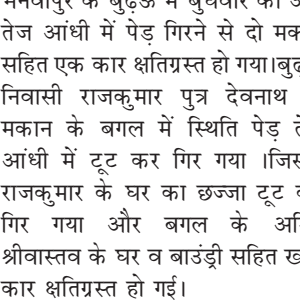 के बुढ़ऊ में बुधवार
तेज आंधी में पेड़ गिरने से दो
सहित एक कार क्षतिग्रस्त हो गया।
निवासी राजकुमार पुत्र देवनाथ
मकान के बगल में स्थिति पेड़
आंधी में टूट कर गिर गया ।
राजकुमार के घर का छज्जा टूट
गिर गया और बगल के
श्रीवास्तव के घर व बाउंड्री सहित
कार क्षतिग्रस्त हो गई।